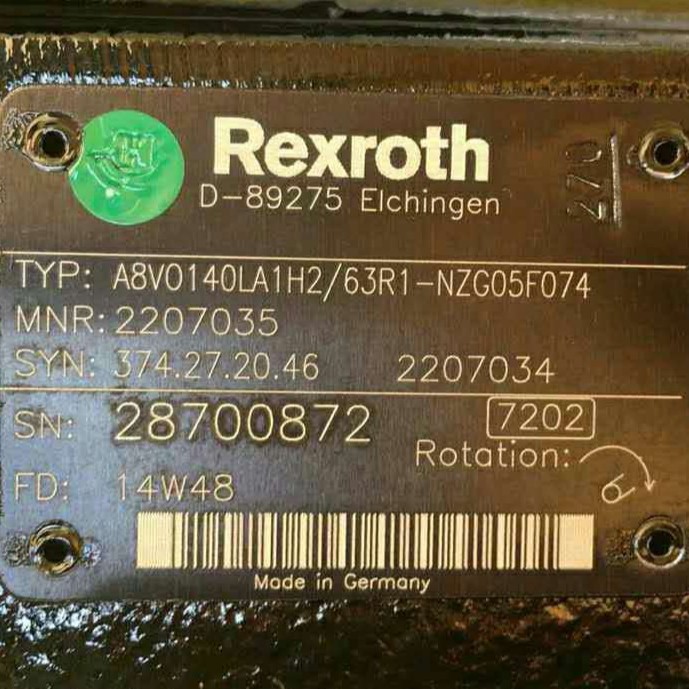 Rexroth
D-89275 Elchingen
TYP: A8VO140LA1H2/63R1-NZG05F074
MNR: 2207035
SYN: 374.27.20.46 2207034
SN: 28700872 7202
Rotation:
FD: 14W48
Made in Germany